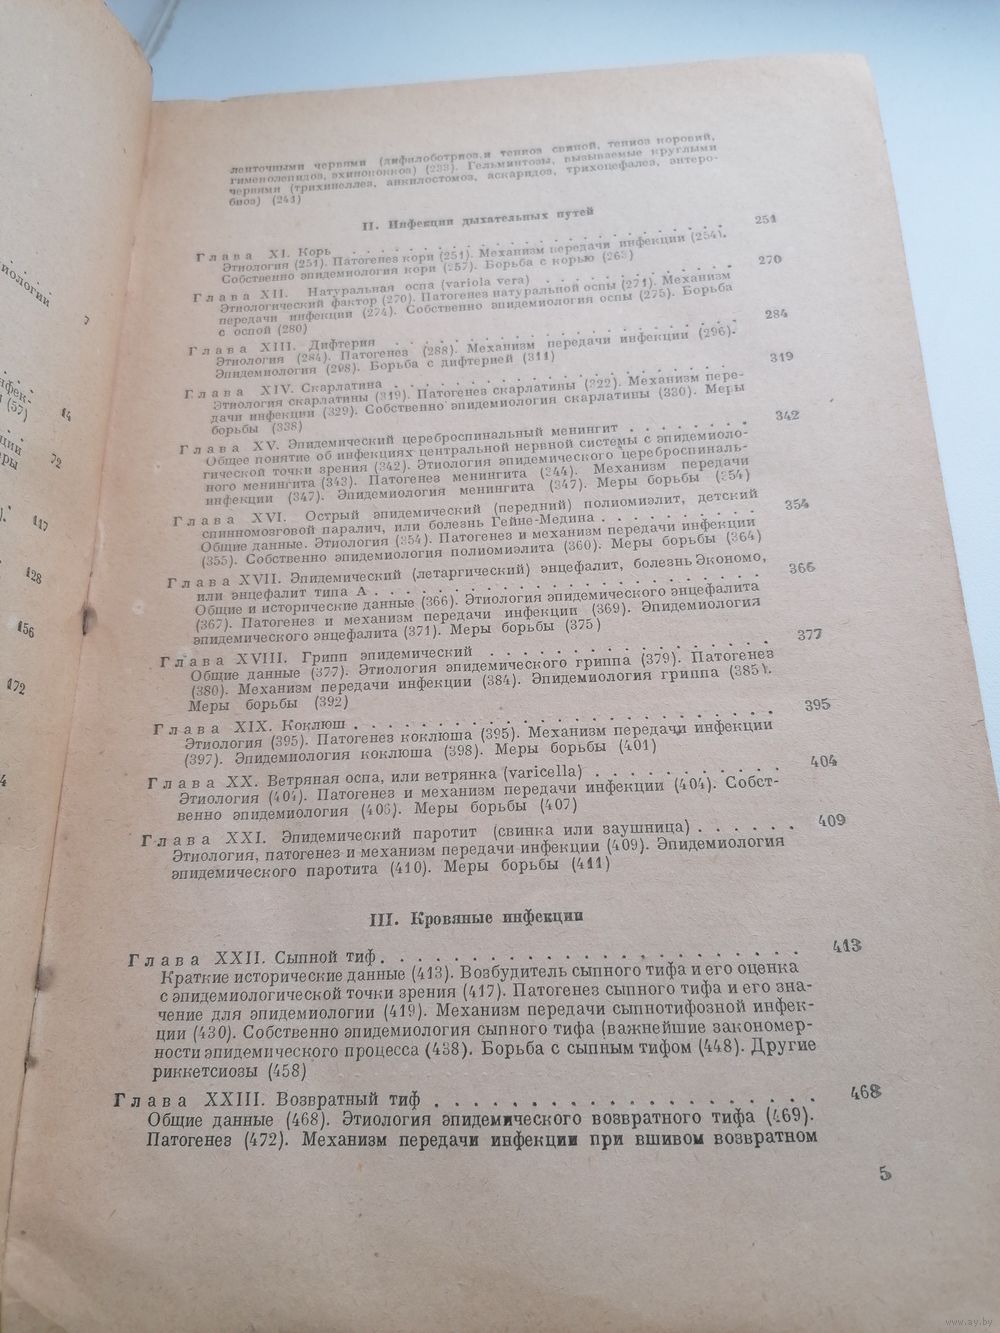 иологии
инфек-
(57)
14
ции
еры
72
117
128
156
172
4
ленточными червями (дифилоботриоз, и тениоз свиной, тениоз коровий,
гименолепидоз, эхинококкоз) (233). Гельминтозы, вызываемые круглыми
червями (трихинеллез, анкилостомоз, аскаридоз, трихоцефалез, энтеро-
биоз) (241)
II. Инфекции дыхательных путей
Глава XI. Корь . . . . . . . . . . . . . . . . . . . . 251
Этиология (251). Патогенез кори (251). Механизм передачи инфекции (254).
Собственно эпидемиология кори (257). Борьба с корью (263)
Глава XII. Натуральная оспа (variola vera) . . . . . . . . . . 270
Этиологический фактор (270). Патогенез натуральной оспы (271). Механизм
передачи инфекции (274). Собственно эпидемиология оспы (275). Борьба
с оспой (280)
Глава XIII. Дифтерия . . . . . . . . . . . . . . . . . . 284
Этиология (284). Патогенез (288). Механизм передачи инфекции (296).
Эпидемиология (298). Борьба с дифтерией (311)
Глава XIV. Скарлатина . . . . . . . . . . . . . . . . . 319
Этиология скарлатины (319). Патогенез скарлатины (322). Механизм пере-
дачи инфекции (329). Собственно эпидемиология скарлатины (330). Меры
борьбы (338)
Глава XV. Эпидемический цереброспинальный менингит . . . . . . . . 342
Общее понятие об инфекциях центральной нервной системы с эпидемиоло-
гической точки зрения (342). Этиология эпидемического цереброспиналь-
ного менингита (343). Патогенез менингита (344). Механизм передачи
инфекции (347). Эпидемиология менингита (347). Меры борьбы (354)
Глава XVI. Острый эпидемический (передний) полиомиэлит, детский
спинномозговой паралич, или болезнь Гейне-Медина . . . . . . . . . . 354
Общие данные. Этиология (354). Патогенез и механизм передачи инфекции
(355). Собственно эпидемиология полиомиэлита (360). Меры борьбы (364)
Глава XVII. Эпидемический (летаргический) энцефалит, болезнь Экономо,
или энцефалит типа А . . . . . . . . . . . . . . . . . . 366
Общие и исторические данные (366). Этиология эпидемического энцефалита
(367). Патогенез и механизм передачи инфекции (369). Эпидемиология
эпидемического энцефалита (371). Меры борьбы (375)
Глава XVIII. Грипп эпидемический . . . . . . . . . . . . . . 377
Общие данные (377). Этиология эпидемического гриппа (379). Патогенез
(380). Механизм передачи инфекции (384). Эпидемиология гриппа (385).
Меры борьбы (392)
Глава XIX. Коклюш . . . . . . . . . . . . . . . . . . . 395
Этиология (395). Патогенез коклюша (395). Механизм передачи инфекции
(397). Эпидемиология коклюша (398). Меры борьбы (401)
Глава XX. Ветряная оспа, или ветрянка (varicella) . . . . . . . . . . 404
Этиология (404). Патогенез и механизм передачи инфекции (404). Собст-
венно эпидемиология (406). Меры борьбы (407)
Глава XXI. Эпидемический паротит (свинка или заушница) . . . . . . 409
Этиология, патогенез и механизм передачи инфекции (409). Эпидемиология
эпидемического паротита (410). Меры борьбы (411)
III. Кровяные инфекции
Глава XXII. Сыпной тиф . . . . . . . . . . . . . . . . . 413
Краткие исторические данные (413). Возбудитель сыпного тифа и его оценка
с эпидемиологической точки зрения (417). Патогенез сыпного тифа и его зна-
чение для эпидемиологии (419). Механизм передачи сыпнотифозной инфек-
ции (430). Собственно эпидемиология сыпного тифа (важнейшие закономер-
ности эпидемического процесса (438). Борьба с сыпным тифом (448). Другие
риккетсиозы (458)
Глава XXIII. Возвратный тиф . . . . . . . . . . . . . . . 468
Общие данные (468). Этиология эпидемического возвратного тифа (469).
Патогенез (472). Механизм передачи инфекции при вшивом возвратном
5
www.ay.by